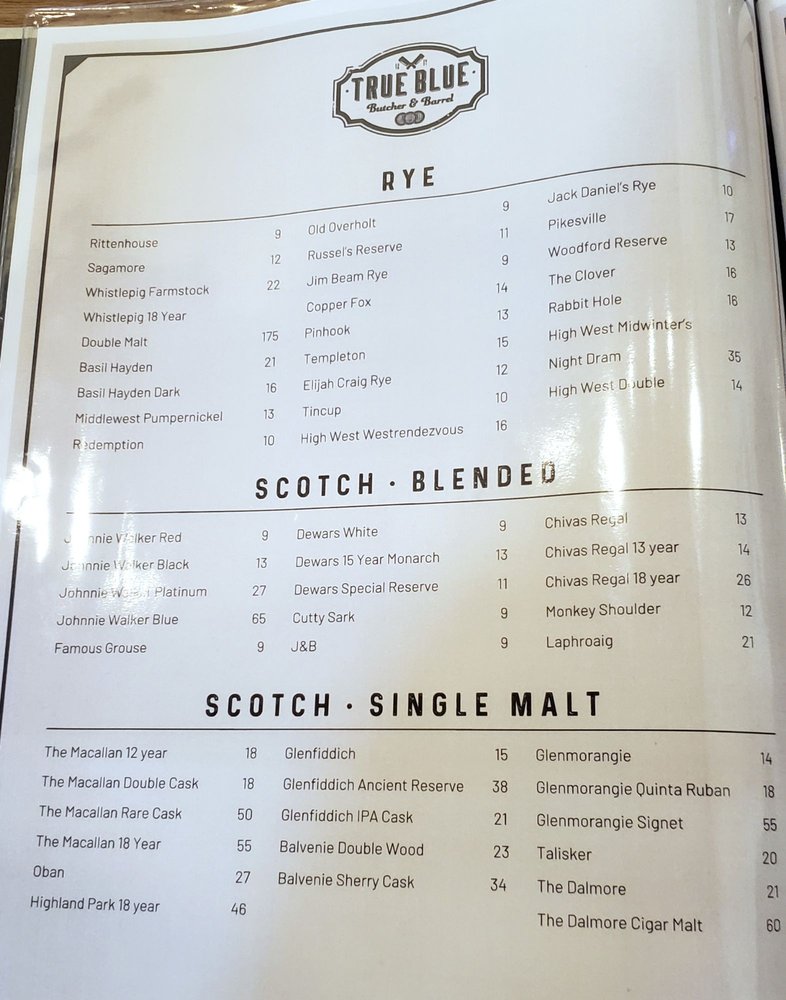 TRUE BLUE
Butcher & Barrel
RYE
Rittenhouse 9
Sagamore 12
Whistlepig Farmstock 22
Whistlepig 18 Year
Double Malt 175
Basil Hayden 21
Basil Hayden Dark 16
Middlewest Pumpernickel 13
Redemption 10
Old Overholt 9
Russel's Reserve 11
Jim Beam Rye 9
Copper Fox 14
Pinhook 13
Templeton 15
Elijah Craig Rye 12
Tincup 10
High West Westrendezvous 16
Jack Daniel's Rye 10
Pikesville 17
Woodford Reserve 13
The Clover 16
Rabbit Hole 16
High West Midwinter's
Night Dram 35
High West Double 14
SCOTCH · BLENDED
Johnnie Walker Red 9
Johnnie Walker Black 13
Johnnie Walker Platinum 27
Johnnie Walker Blue 65
Famous Grouse 9
Dewars White 9
Dewars 15 Year Monarch 13
Dewars Special Reserve 11
Cutty Sark 9
J&B 9
Chivas Regal 13
Chivas Regal 13 year 14
Chivas Regal 18 year 26
Monkey Shoulder 12
Laphroaig 21
SCOTCH · SINGLE MALT
The Macallan 12 year 18
The Macallan Double Cask 18
The Macallan Rare Cask 50
The Macallan 18 Year 55
Oban 27
Highland Park 18 year 46
Glenfiddich 15
Glenfiddich Ancient Reserve 38
Glenfiddich IPA Cask 21
Balvenie Double Wood 23
Balvenie Sherry Cask 34
Glenmorangie 14
Glenmorangie Quinta Ruban 18
Glenmorangie Signet 55
Talisker 20
The Dalmore 21
The Dalmore Cigar Malt 60